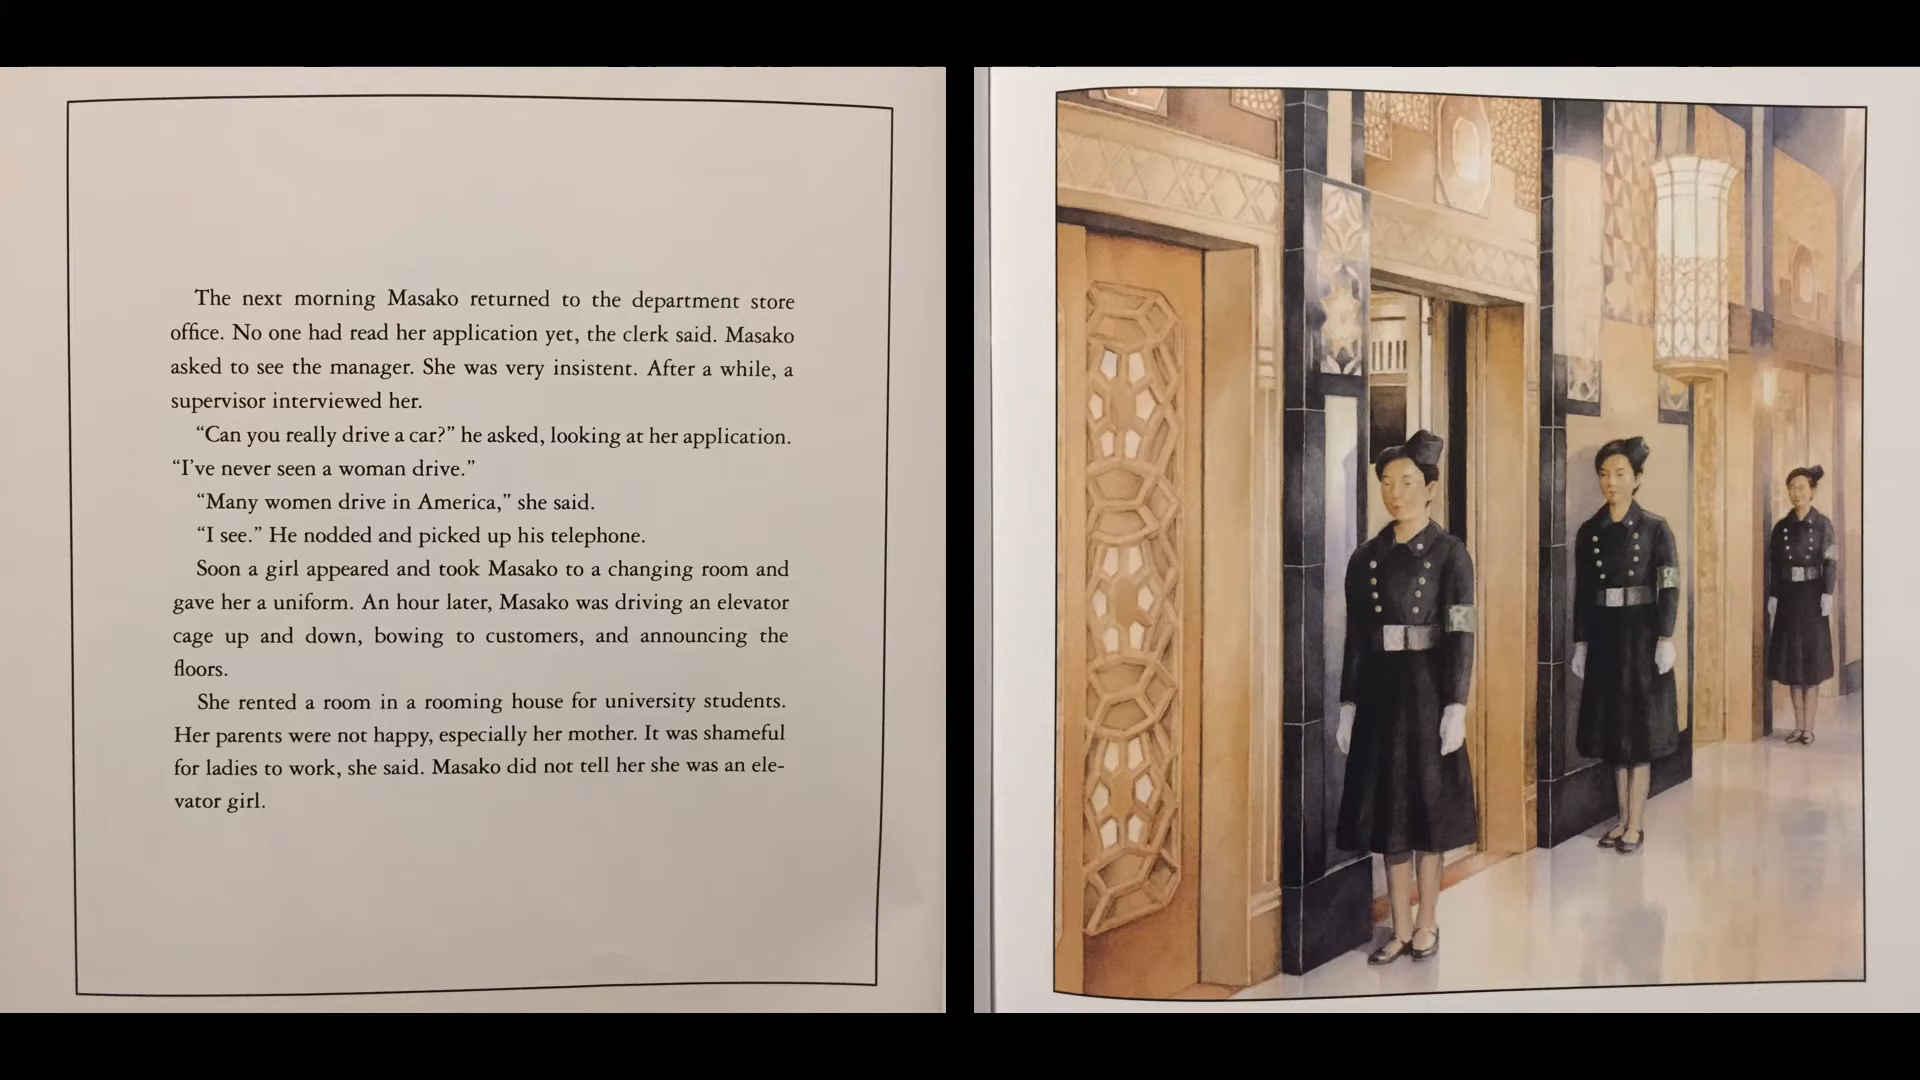 The next morning Masako returned to the department store
office. No one had read her application yet, the clerk said. Masako
asked to see the manager. She was very insistent. After a while, a
supervisor interviewed her.
“Can you really drive a car?” he asked, looking at her application.
“I’ve never seen a woman drive.”
“Many women drive in America,” she said.
“I see.” He nodded and picked up his telephone.
Soon a girl appeared and took Masako to a changing room and
gave her a uniform. An hour later, Masako was driving an elevator
cage up and down, bowing to customers, and announcing the
floors.
She rented a room in a rooming house for university students.
Her parents were not happy, especially her mother. It was shameful
for ladies to work, she said. Masako did not tell her she was an ele-
vator girl.